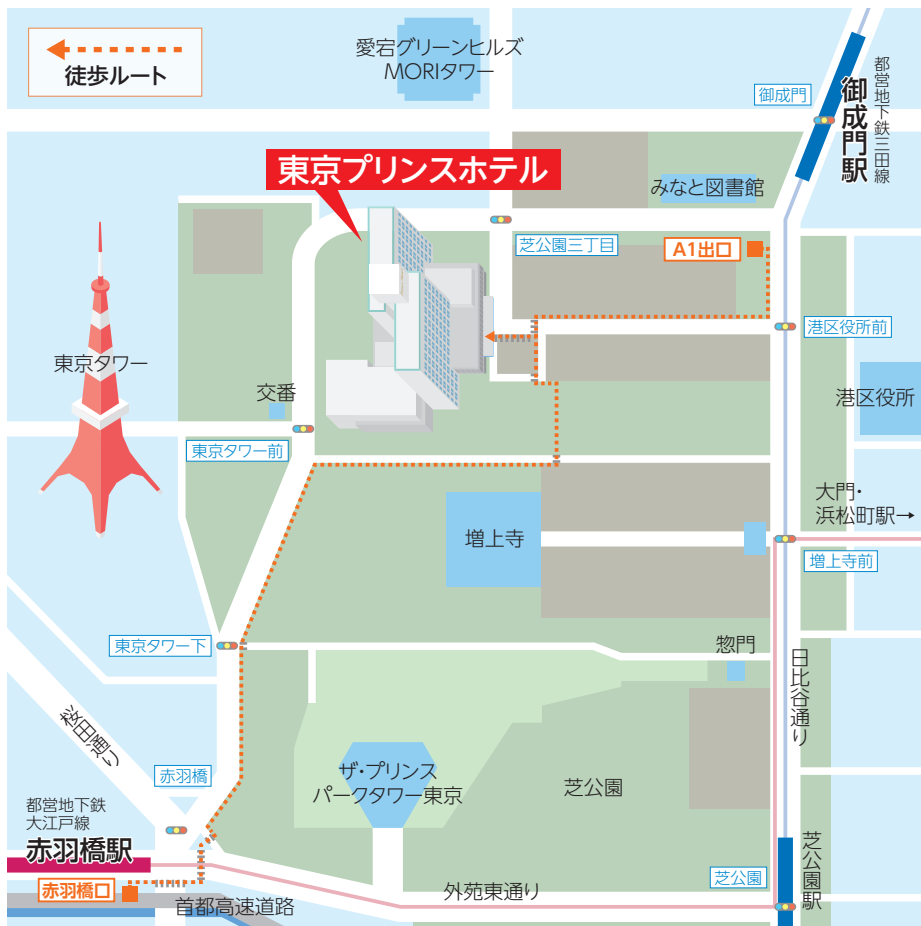 徒歩ルート
愛宕グリーンヒルズ
MORIタワー
御成門
都営地下鉄三田線
御成門駅
東京プリンスホテル
みなと図書館
芝公園三丁目
A1出口
港区役所前
東京タワー
交番
港区役所
東京タワー前
大門・
浜松町駅→
増上寺
増上寺前
東京タワー下
惣門
日比谷通り
桜田通り
赤羽橋
ザ・プリンス
パークタワー東京
芝公園
都営地下鉄
大江戸線
赤羽橋駅
赤羽橋口
首都高速道路
外苑東通り
芝公園
芝公園駅